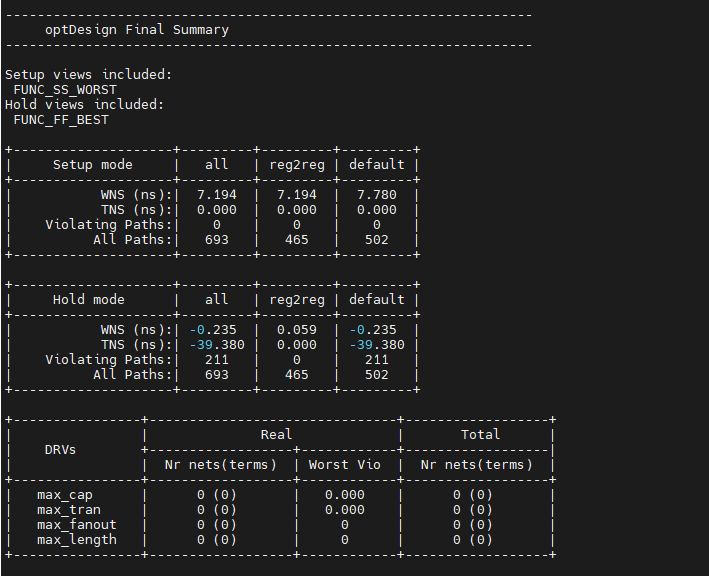 ------------------------------------------------------------------
     optDesign Final Summary
------------------------------------------------------------------

Setup views included:
 FUNC_SS_WORST
Hold views included:
 FUNC_FF_BEST

+--------------------+---------+---------+---------+
|     Setup mode     |   all   | reg2reg | default |
+--------------------+---------+---------+---------+
|           WNS (ns):|  7.194  |  7.194  |  7.780  |
|           TNS (ns):|  0.000  |  0.000  |  0.000  |
|    Violating Paths:|    0    |    0    |    0    |
|          All Paths:|   693   |   465   |   502   |
+--------------------+---------+---------+---------+

+--------------------+---------+---------+---------+
|     Hold mode      |   all   | reg2reg | default |
+--------------------+---------+---------+---------+
|           WNS (ns):| -0.235  |  0.059  | -0.235  |
|           TNS (ns):| -39.380 |  0.000  | -39.380 |
|    Violating Paths:|   211   |    0    |   211   |
|          All Paths:|   693   |   465   |   502   |
+--------------------+---------+---------+---------+

+----------------+-------------------------------+------------------+
|                |              Real             |       Total      |
|    DRVs        +------------------+------------+------------------|
|                |  Nr nets(terms)  | Worst Vio  |  Nr nets(terms)  |
+----------------+------------------+------------+------------------+
|   max_cap      |      0 (0)       |   0.000    |      0 (0)       |
|   max_tran     |      0 (0)       |   0.000    |      0 (0)       |
|   max_fanout   |      0 (0)       |     0      |      0 (0)       |
|   max_length   |      0 (0)       |     0      |      0 (0)       |
+----------------+------------------+------------+------------------+